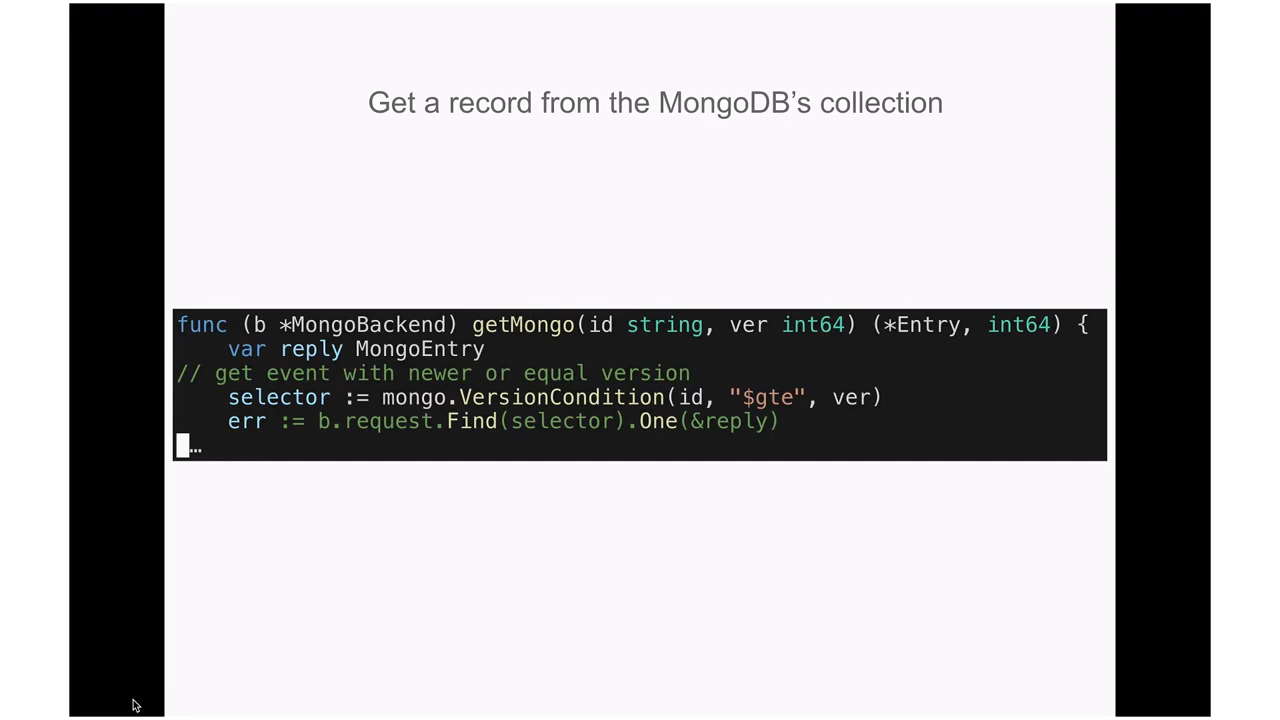 Get a record from the MongoDB’s collection
func (b *MongoBackend) getMongo(id string, ver int64) (*Entry, int64) {
    var reply MongoEntry
// get event with newer or equal version
    selector := mongo.VersionCondition(id, "$gte", ver)
    err := b.request.Find(selector).One(&reply)
…